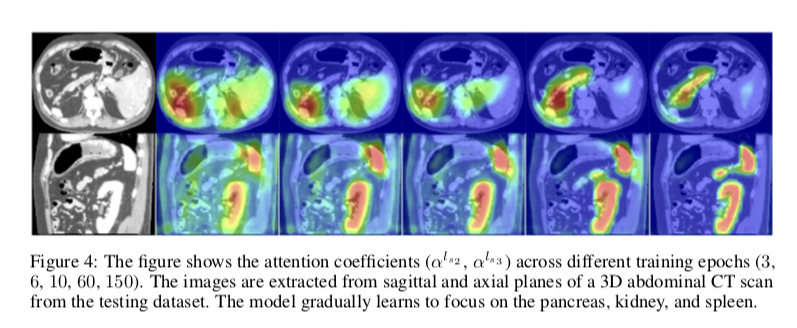 Figure 4: The figure shows the attention coefficients (α^{l_{s2}}, α^{l_{s3}}) across different training epochs (3,
6, 10, 60, 150). The images are extracted from sagittal and axial planes of a 3D abdominal CT scan
from the testing dataset. The model gradually learns to focus on the pancreas, kidney, and spleen.